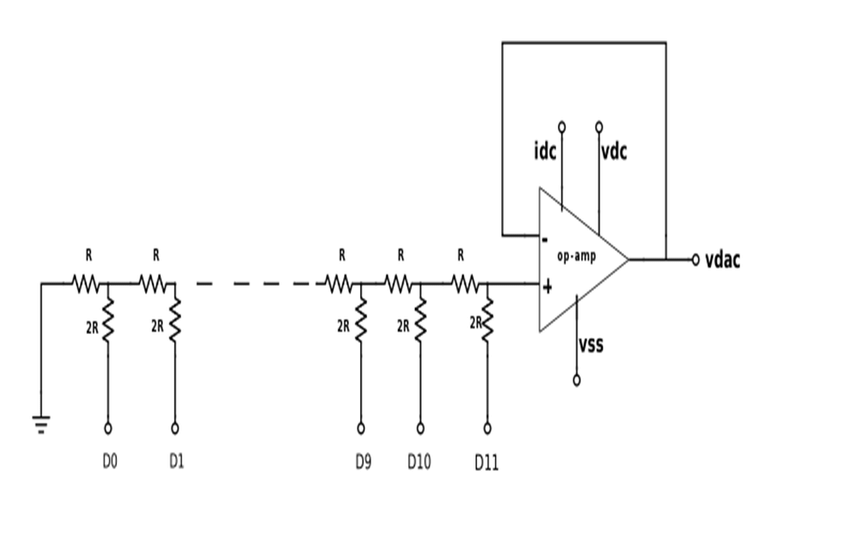 idc
vdc
-
op-amp
vdac
+
vss
R
R
R
R
R
2R
2R
2R
2R
2R
D0
D1
D9
D10
D11